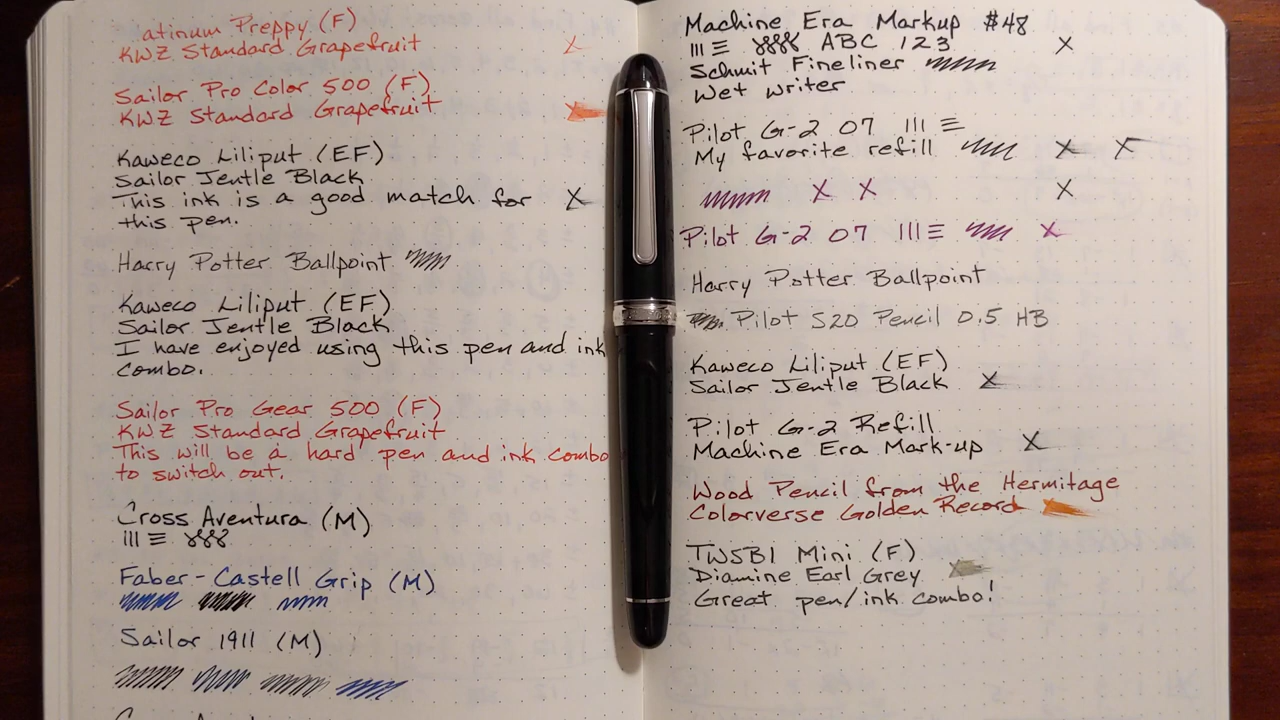 Platinum Preppy (F)
KWZ Standard Grapefruit X
Sailor Pro Color 500 (F)
KWZ Standard Grapefruit X
Kaweco Liliput (EF)
Sailor Jentle Black
This ink is a good match for X
this pen.
Harry Potter Ballpoint
Kaweco Liliput (EF)
Sailor Jentle Black
I have enjoyed using this pen and ink
combo.
Sailor Pro Gear 500 (F)
KWZ Standard Grapefruit
This will be a hard pen and ink combo
to switch out.
Cross Aventura (M)
Faber-Castell Grip (M)
Sailor 1911 (M)
Machine Era Markup #48
ABC 123 X
Schmit Fineliner
Wet writer
Pilot G-2 07
My favorite refill X X
X X X
Pilot G-2 07 X
Harry Potter Ballpoint
Pilot S20 Pencil 0.5 HB
Kaweco Liliput (EF)
Sailor Jentle Black X
Pilot G-2 Refill
Machine Era Mark-up X
Wood Pencil from the Hermitage
Colorverse Golden Record
TWSBI Mini (F)
Diamine Earl Grey X
Great pen/ink combo!